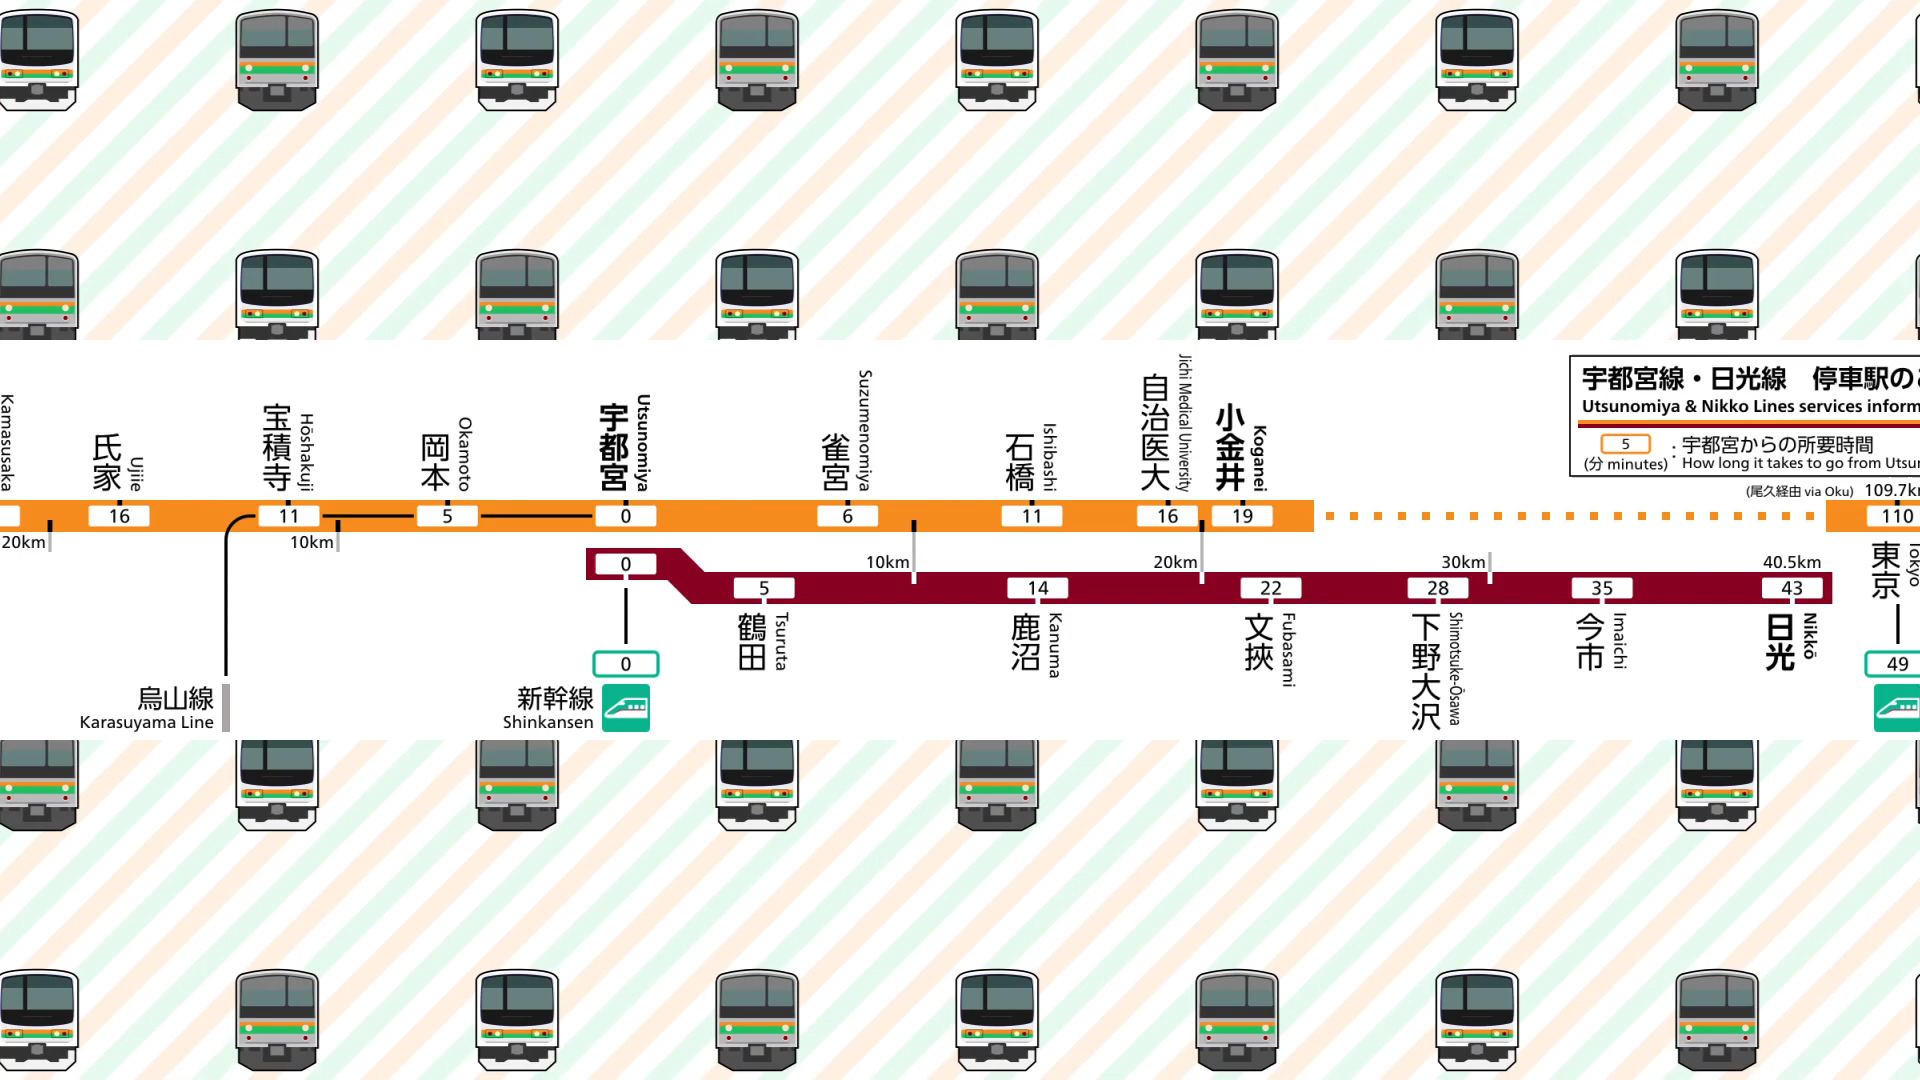 Kamasusaka
氏家
Ujiie
16
宝積寺
Hōshakuji
11
岡本
Okamoto
5
宇都宮
Utsunomiya
0
雀宮
Suzumenomiya
6
石橋
Ishibashi
11
自治医大
Jichi Medical University
16
小金井
Koganei
19
宇都宮線・日光線 停車駅の
Utsunomiya & Nikko Lines services inform
5
(分 minutes)
:
宇都宮からの所要時間
How long it takes to go from Utsu
(尾久経由 via Oku) 109.7k
110
東京
Tokyo
49
20km
10km
10km
20km
30km
40.5km
0
5
鶴田
Tsuruta
14
鹿沼
Kanuma
22
文挾
Fubasami
28
下野大沢
Shimotsuke-Ōsawa
35
今市
Imaichi
43
日光
Nikkō
0
新幹線
Shinkansen
烏山線
Karasuyama Line